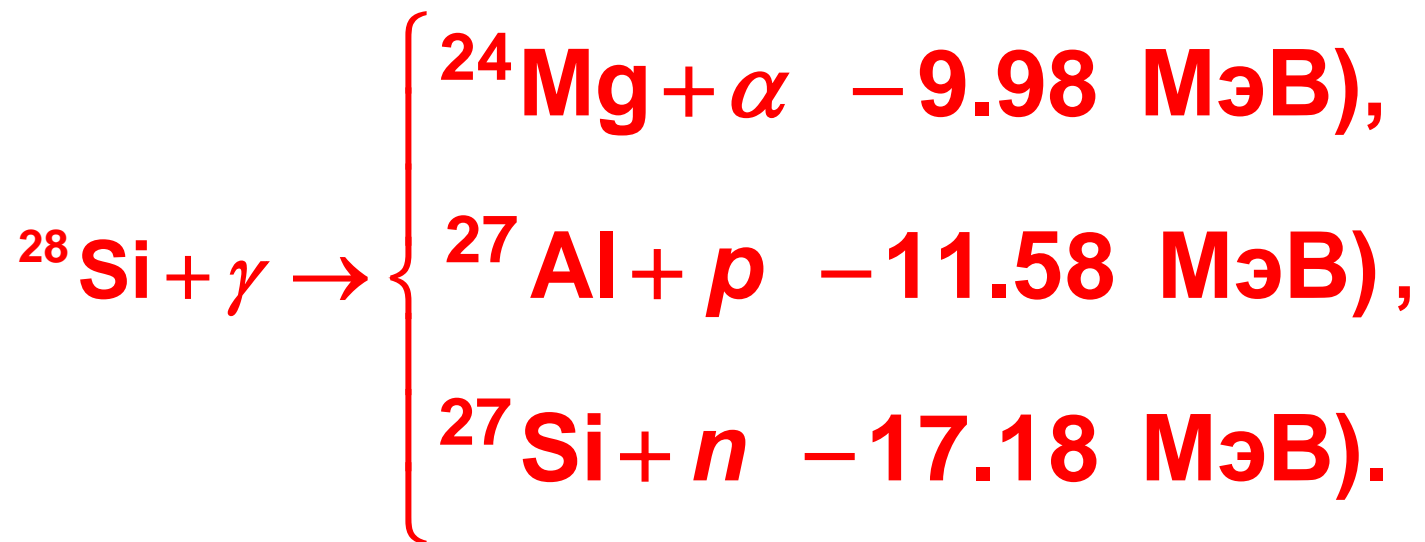 ²⁴Mg + α −9.98 МэВ),
²⁸Si + γ → { ²⁷Al + p −11.58 МэВ),
²⁷Si + n −17.18 МэВ).